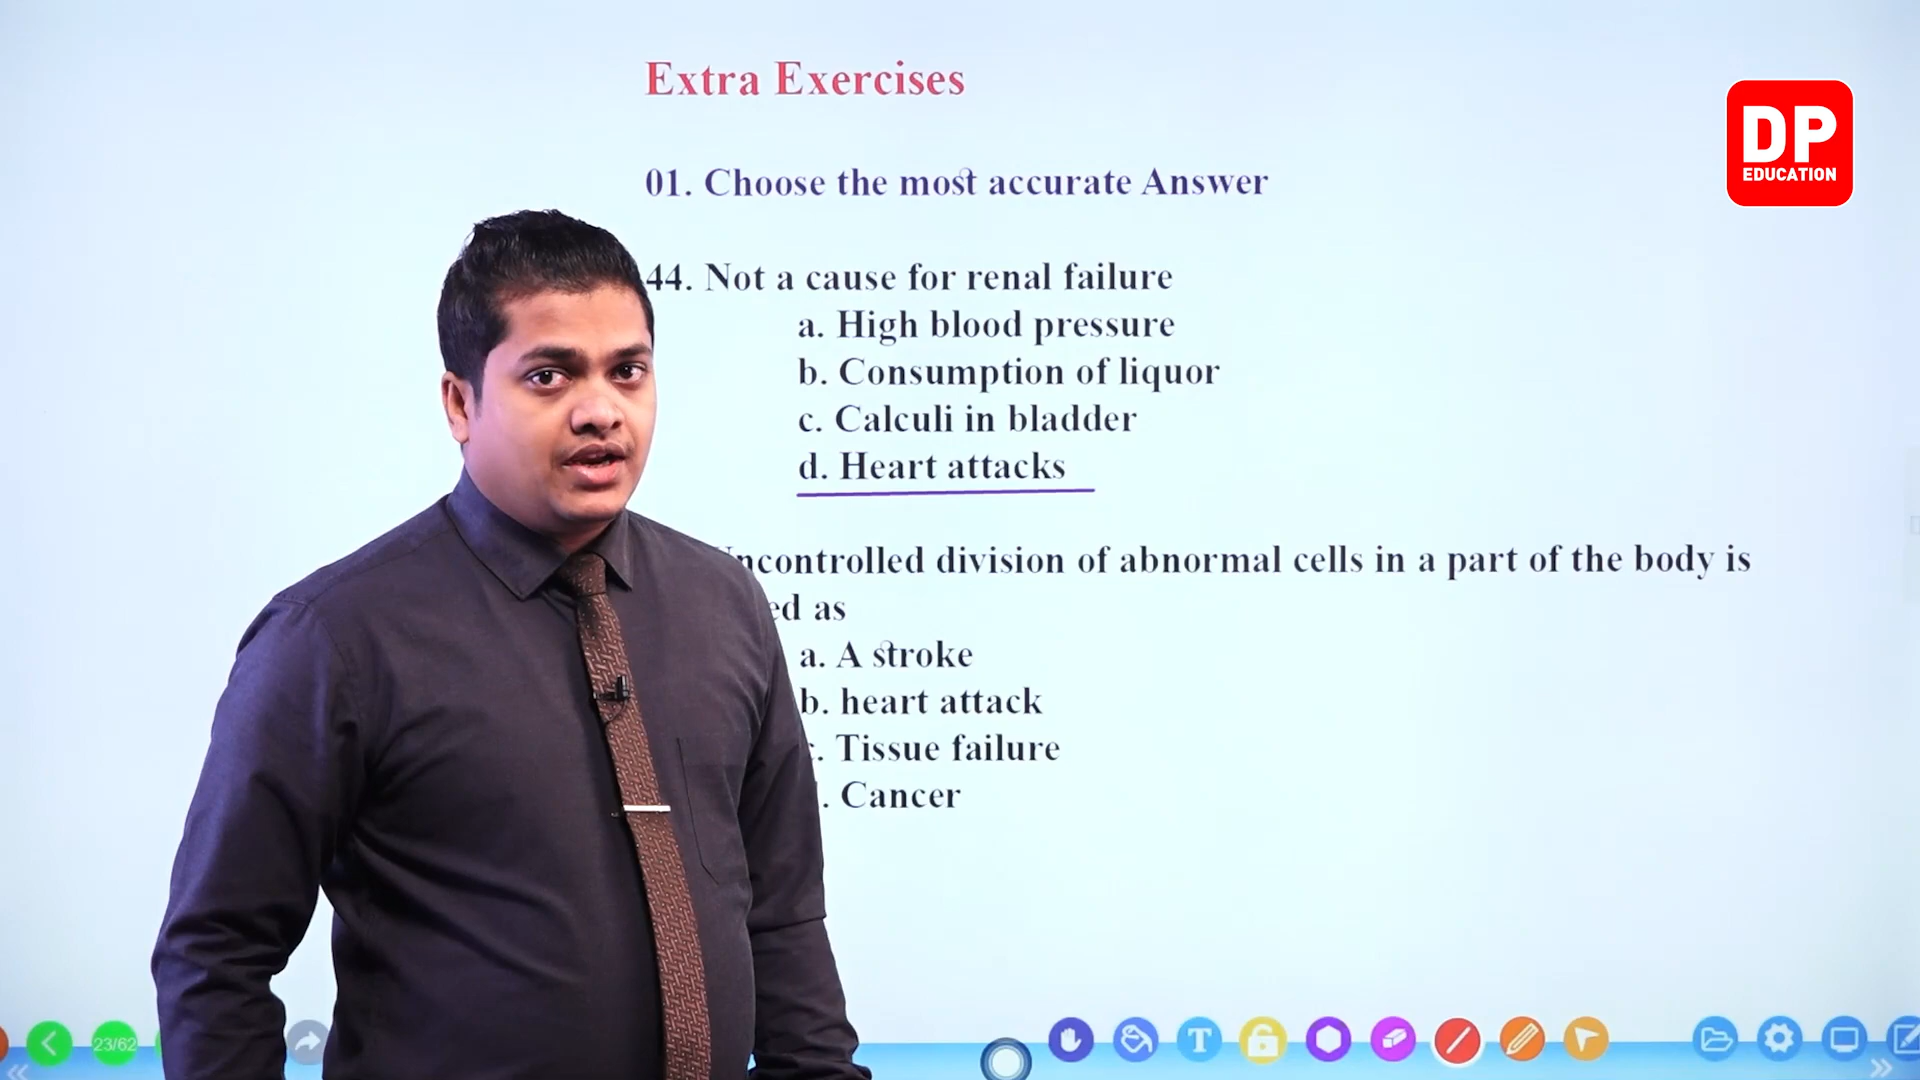 Extra Exercises
DP
EDUCATION
01. Choose the most accurate Answer
44. Not a cause for renal failure
a. High blood pressure
b. Consumption of liquor
c. Calculi in bladder
d. Heart attacks
Uncontrolled division of abnormal cells in a part of the body is
ed as
a. A stroke
b. heart attack
c. Tissue failure
. Cancer
23/62
T